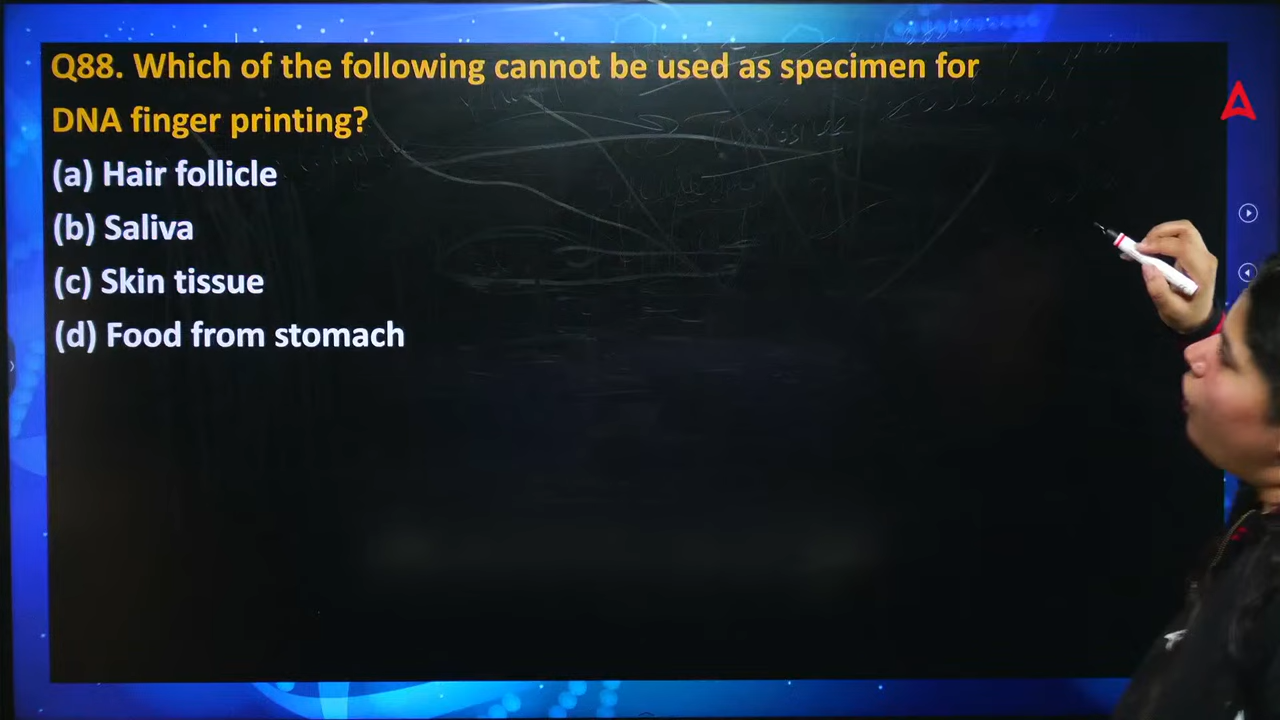 Q88. Which of the following cannot be used as specimen for
DNA finger printing?
(a) Hair follicle
(b) Saliva
(c) Skin tissue
(d) Food from stomach